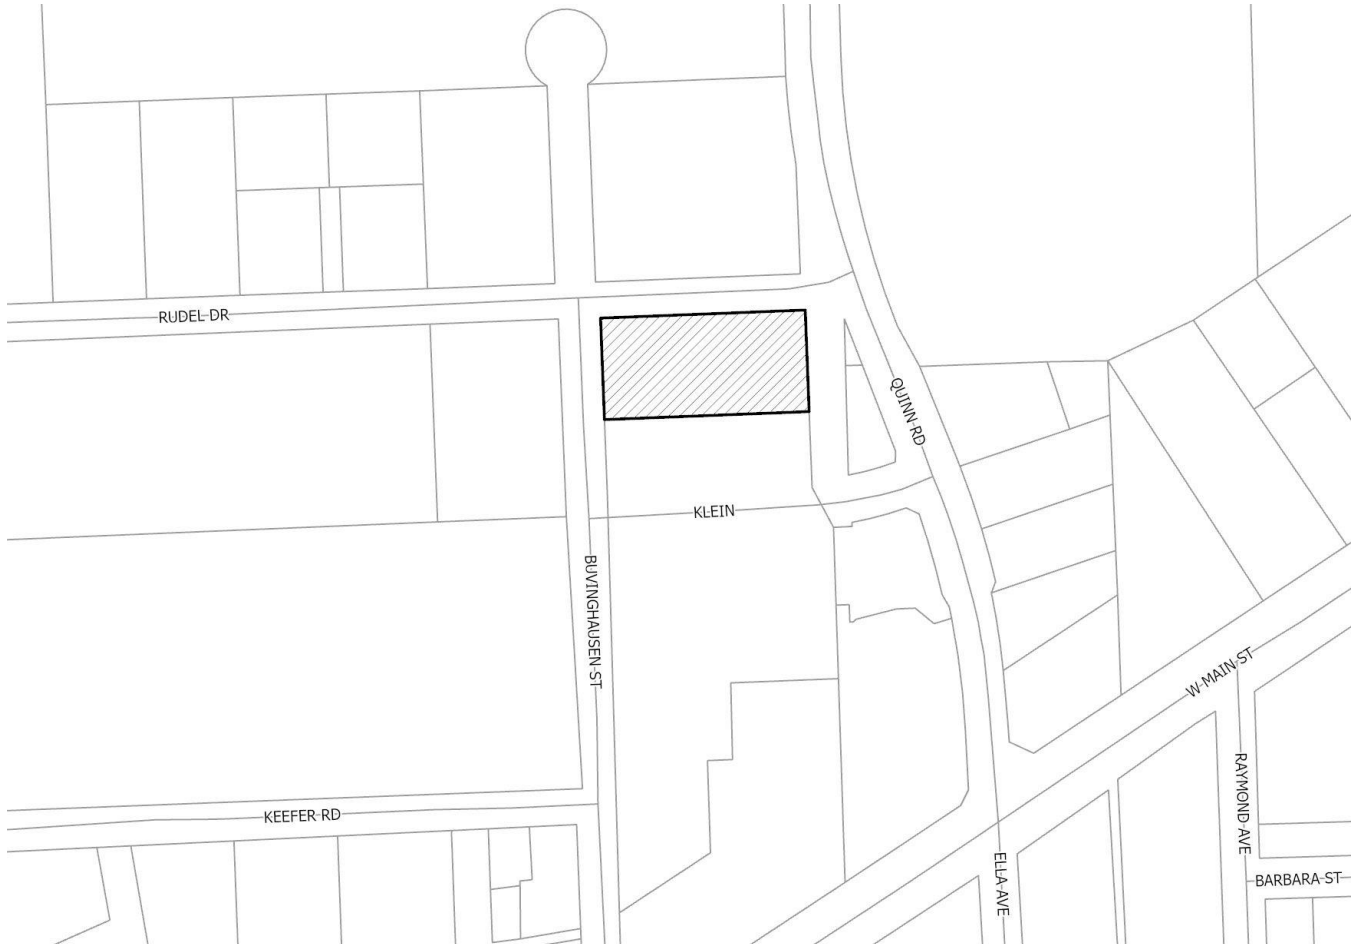 RUDEL DR
QUINN RD
KLEIN
BUVINGHAUSEN ST
W MAIN ST
KEEFER RD
RAYMOND AVE
ELLA AVE
BARBARA ST